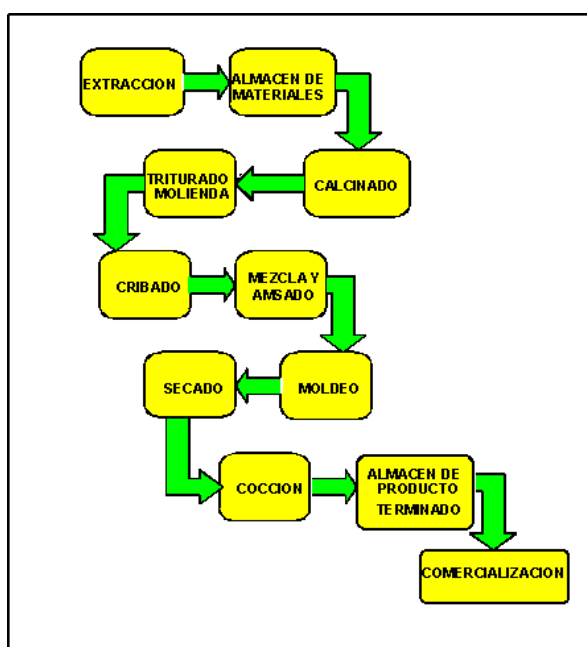 EXTRACCION
ALMACEN DE
MATERIALES
CALCINADO
TRITURADO
MOLIENDA
CRIBADO
MEZCLA Y
AMSADO
MOLDEO
SECADO
COCCION
ALMACEN DE
PRODUCTO
TERMINADO
COMERCIALIZACION